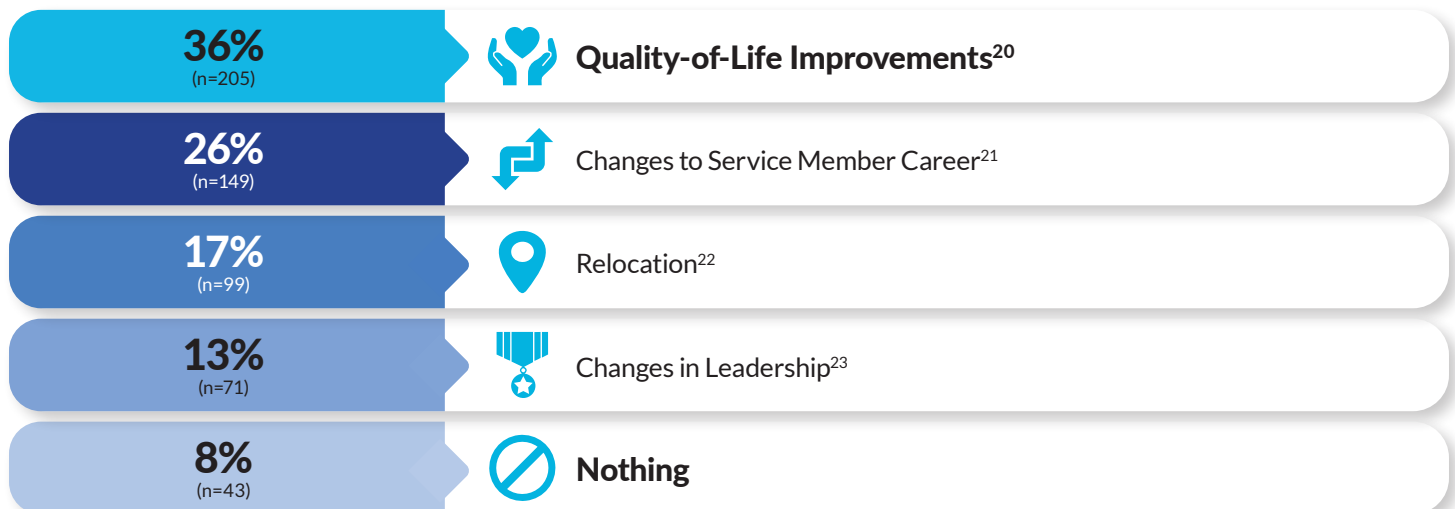 36%
(n=205)
Quality-of-Life Improvements²⁰
26%
(n=149)
Changes to Service Member Career²¹
17%
(n=99)
Relocation²²
13%
(n=71)
Changes in Leadership²³
8%
(n=43)
Nothing